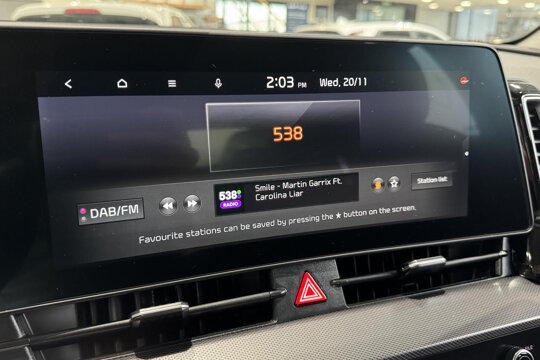 2:03 PM Wed, 20/11
538
DAB/FM
538
RADIO
Smile - Martin Garrix Ft.
Carolina Liar
Station list
Favourite stations can be saved by pressing the ★ button on the screen.